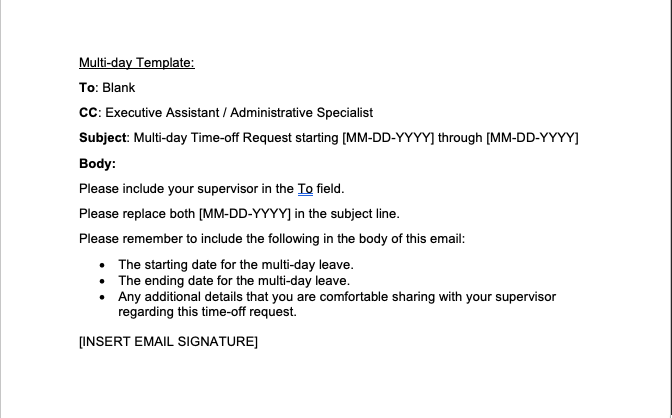 Multi-day Template:
To: Blank
CC: Executive Assistant / Administrative Specialist
Subject: Multi-day Time-off Request starting [MM-DD-YYYY] through [MM-DD-YYYY]
Body:
Please include your supervisor in the To field.
Please replace both [MM-DD-YYYY] in the subject line.
Please remember to include the following in the body of this email:
• The starting date for the multi-day leave.
• The ending date for the multi-day leave.
• Any additional details that you are comfortable sharing with your supervisor
regarding this time-off request.
[INSERT EMAIL SIGNATURE]